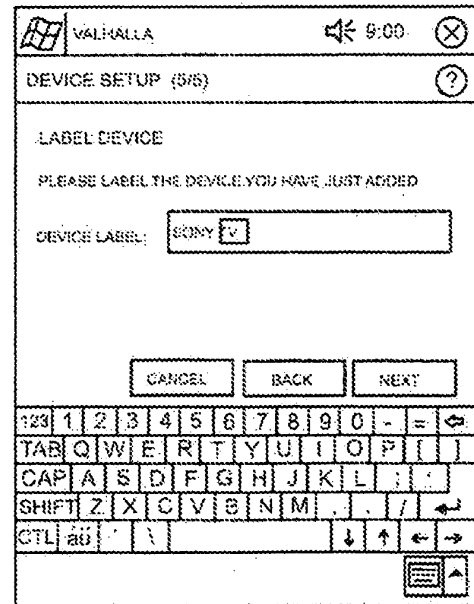 VALHALLA 9:00
DEVICE SETUP (5/5) ?
LABEL DEVICE
PLEASE LABEL THE DEVICE YOU HAVE JUST ADDED
DEVICE LABEL: SONY TV
CANCEL BACK NEXT
123 1 2 3 4 5 6 7 8 9 0 - =
TAB Q W E R T Y U I O P [ ]
CAP A S D F G H J K L ; '
SHIFT Z X C V B N M , . /
CTL áü ` \